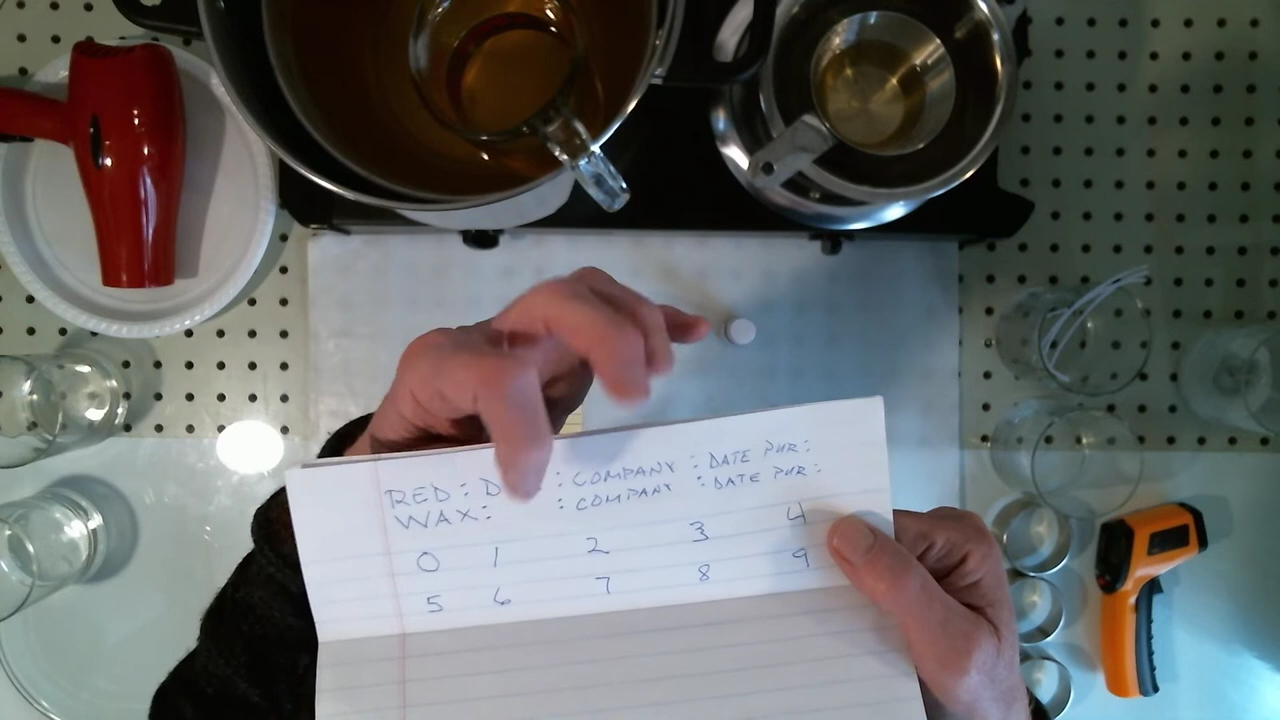 RED: D : COMPANY : DATE PUR:
WAX: : COMPANY : DATE PUR:
0 1 2 3 4
5 6 7 8 9